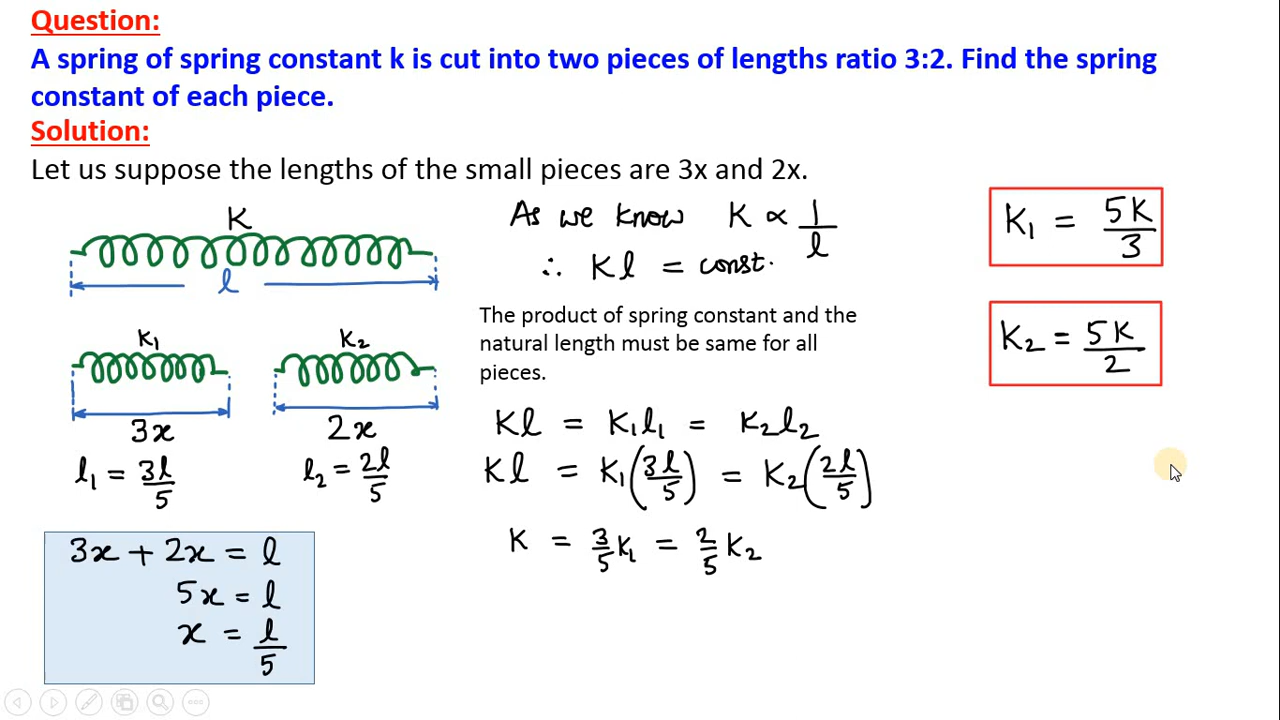 Question:
A spring of spring constant k is cut into two pieces of lengths ratio 3:2. Find the spring
constant of each piece.
Solution:
Let us suppose the lengths of the small pieces are 3x and 2x.
K
l
K₁
K₂
3x
2x
l₁ = 3l/5
l₂ = 2l/5
3x + 2x = l
5x = l
x = l/5
As we know K ∝ 1/l
∴ Kl = const.
The product of spring constant and the
natural length must be same for all
pieces.
Kl = K₁l₁ = K₂l₂
Kl = K₁(3l/5) = K₂(2l/5)
K = 3/5 K₁ = 2/5 K₂
K₁ = 5K/3
K₂ = 5K/2